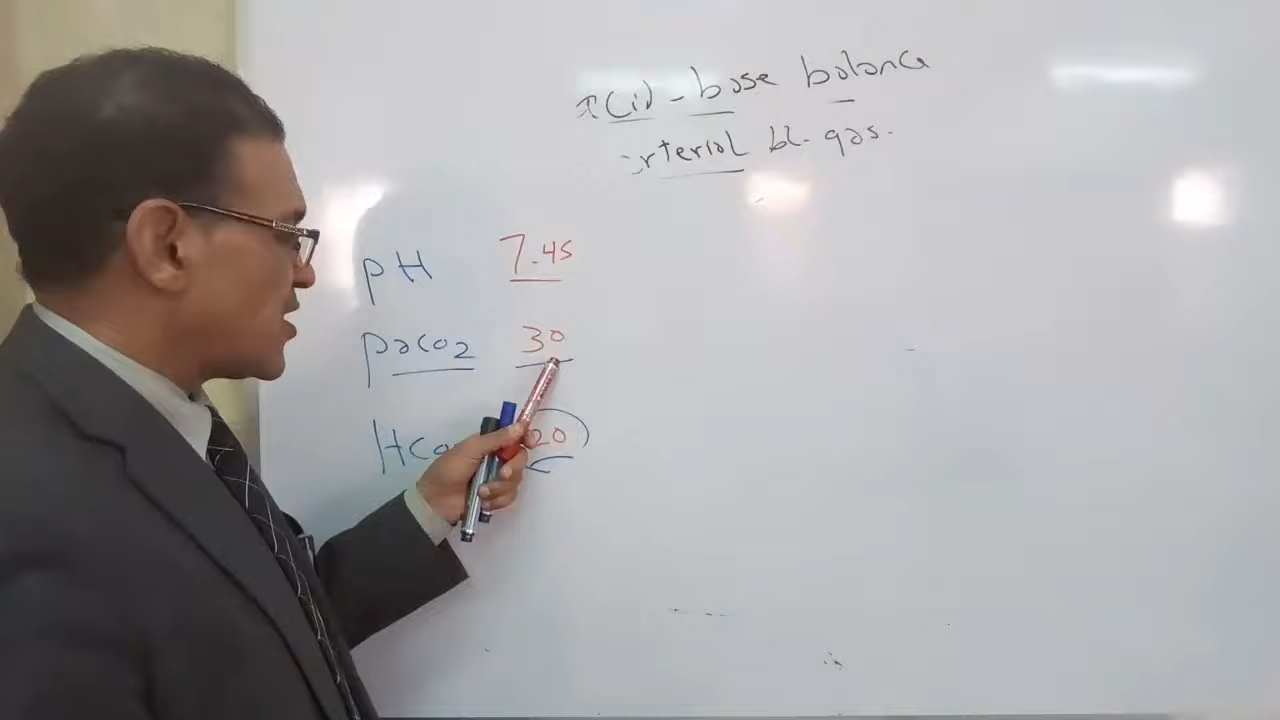 Acid-base balance
arterial bl. gas.
pH 7.45
paco2 30
Hco 20